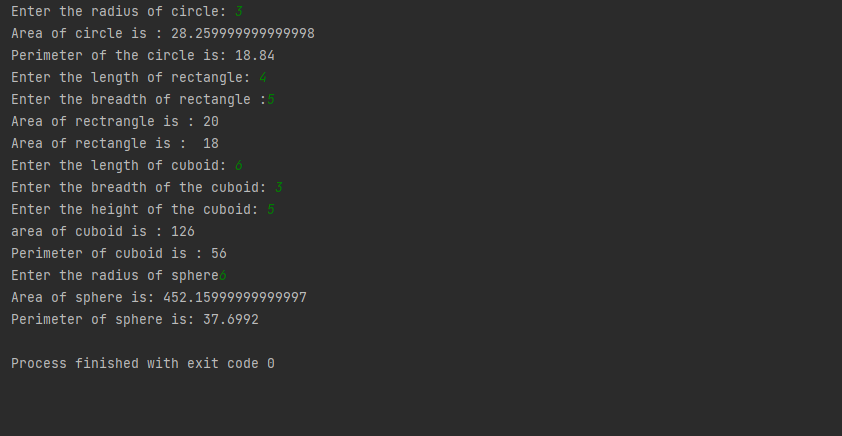 Enter the radius of circle: 3
Area of circle is : 28.259999999999998
Perimeter of the circle is: 18.84
Enter the length of rectangle: 4
Enter the breadth of rectangle :5
Area of rectrangle is : 20
Area of rectangle is :  18
Enter the length of cuboid: 6
Enter the breadth of the cuboid: 3
Enter the height of the cuboid: 5
area of cuboid is : 126
Perimeter of cuboid is : 56
Enter the radius of sphere6
Area of sphere is: 452.15999999999997
Perimeter of sphere is: 37.6992
Process finished with exit code 0